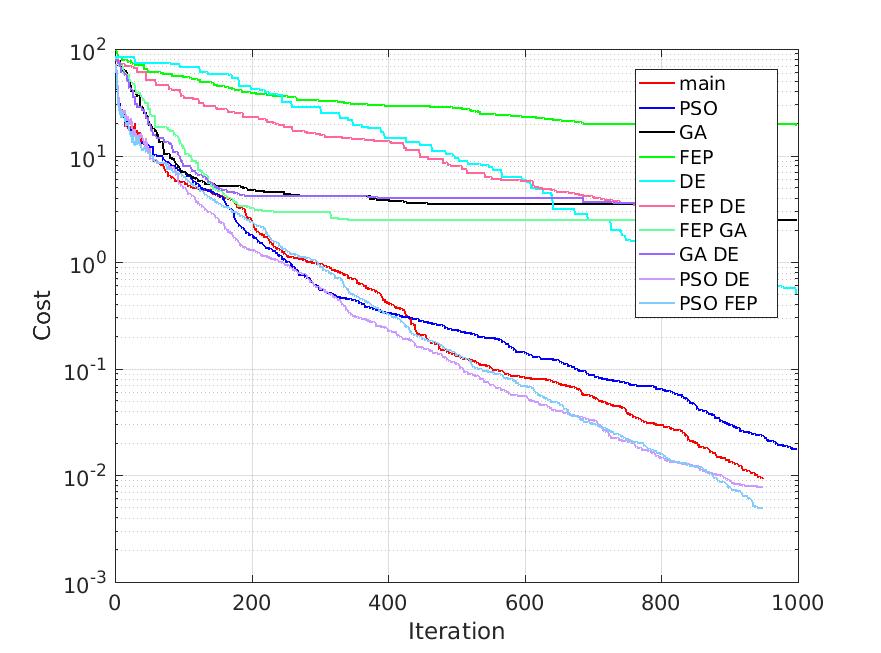 10^2
10^1
10^0
10^-1
10^-2
10^-3
Cost
0 200 400 600 800 1000
Iteration
main
PSO
GA
FEP
DE
FEP DE
FEP GA
GA DE
PSO DE
PSO FEP